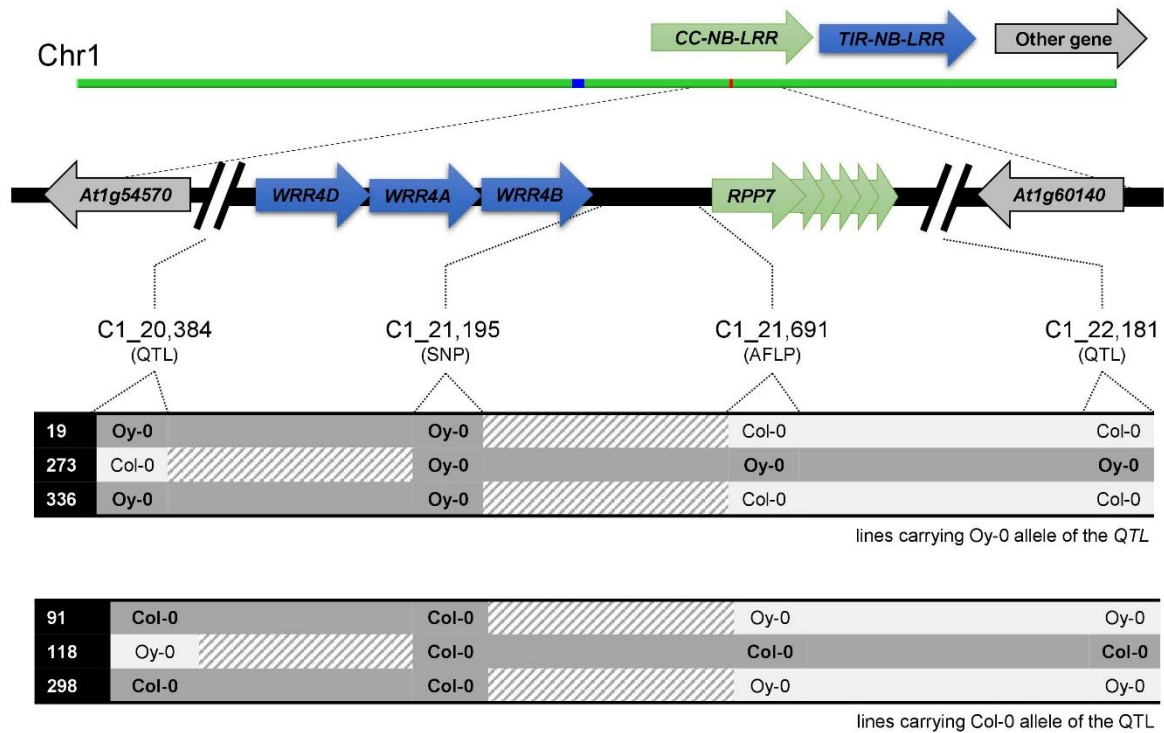 CC-NB-LRR TIR-NB-LRR Other gene
Chr1
At1g54570 WRR4D WRR4A WRR4B RPP7 At1g60140
C1_20,384 C1_21,195 C1_21,691 C1_22,181
(QTL) (SNP) (AFLP) (QTL)
19 Oy-0 Oy-0 Col-0 Col-0
273 Col-0 Oy-0 Oy-0 Oy-0
336 Oy-0 Oy-0 Col-0 Col-0
lines carrying Oy-0 allele of the QTL
91 Col-0 Col-0 Oy-0 Oy-0
118 Oy-0 Col-0 Col-0 Col-0
298 Col-0 Col-0 Oy-0 Oy-0
lines carrying Col-0 allele of the QTL